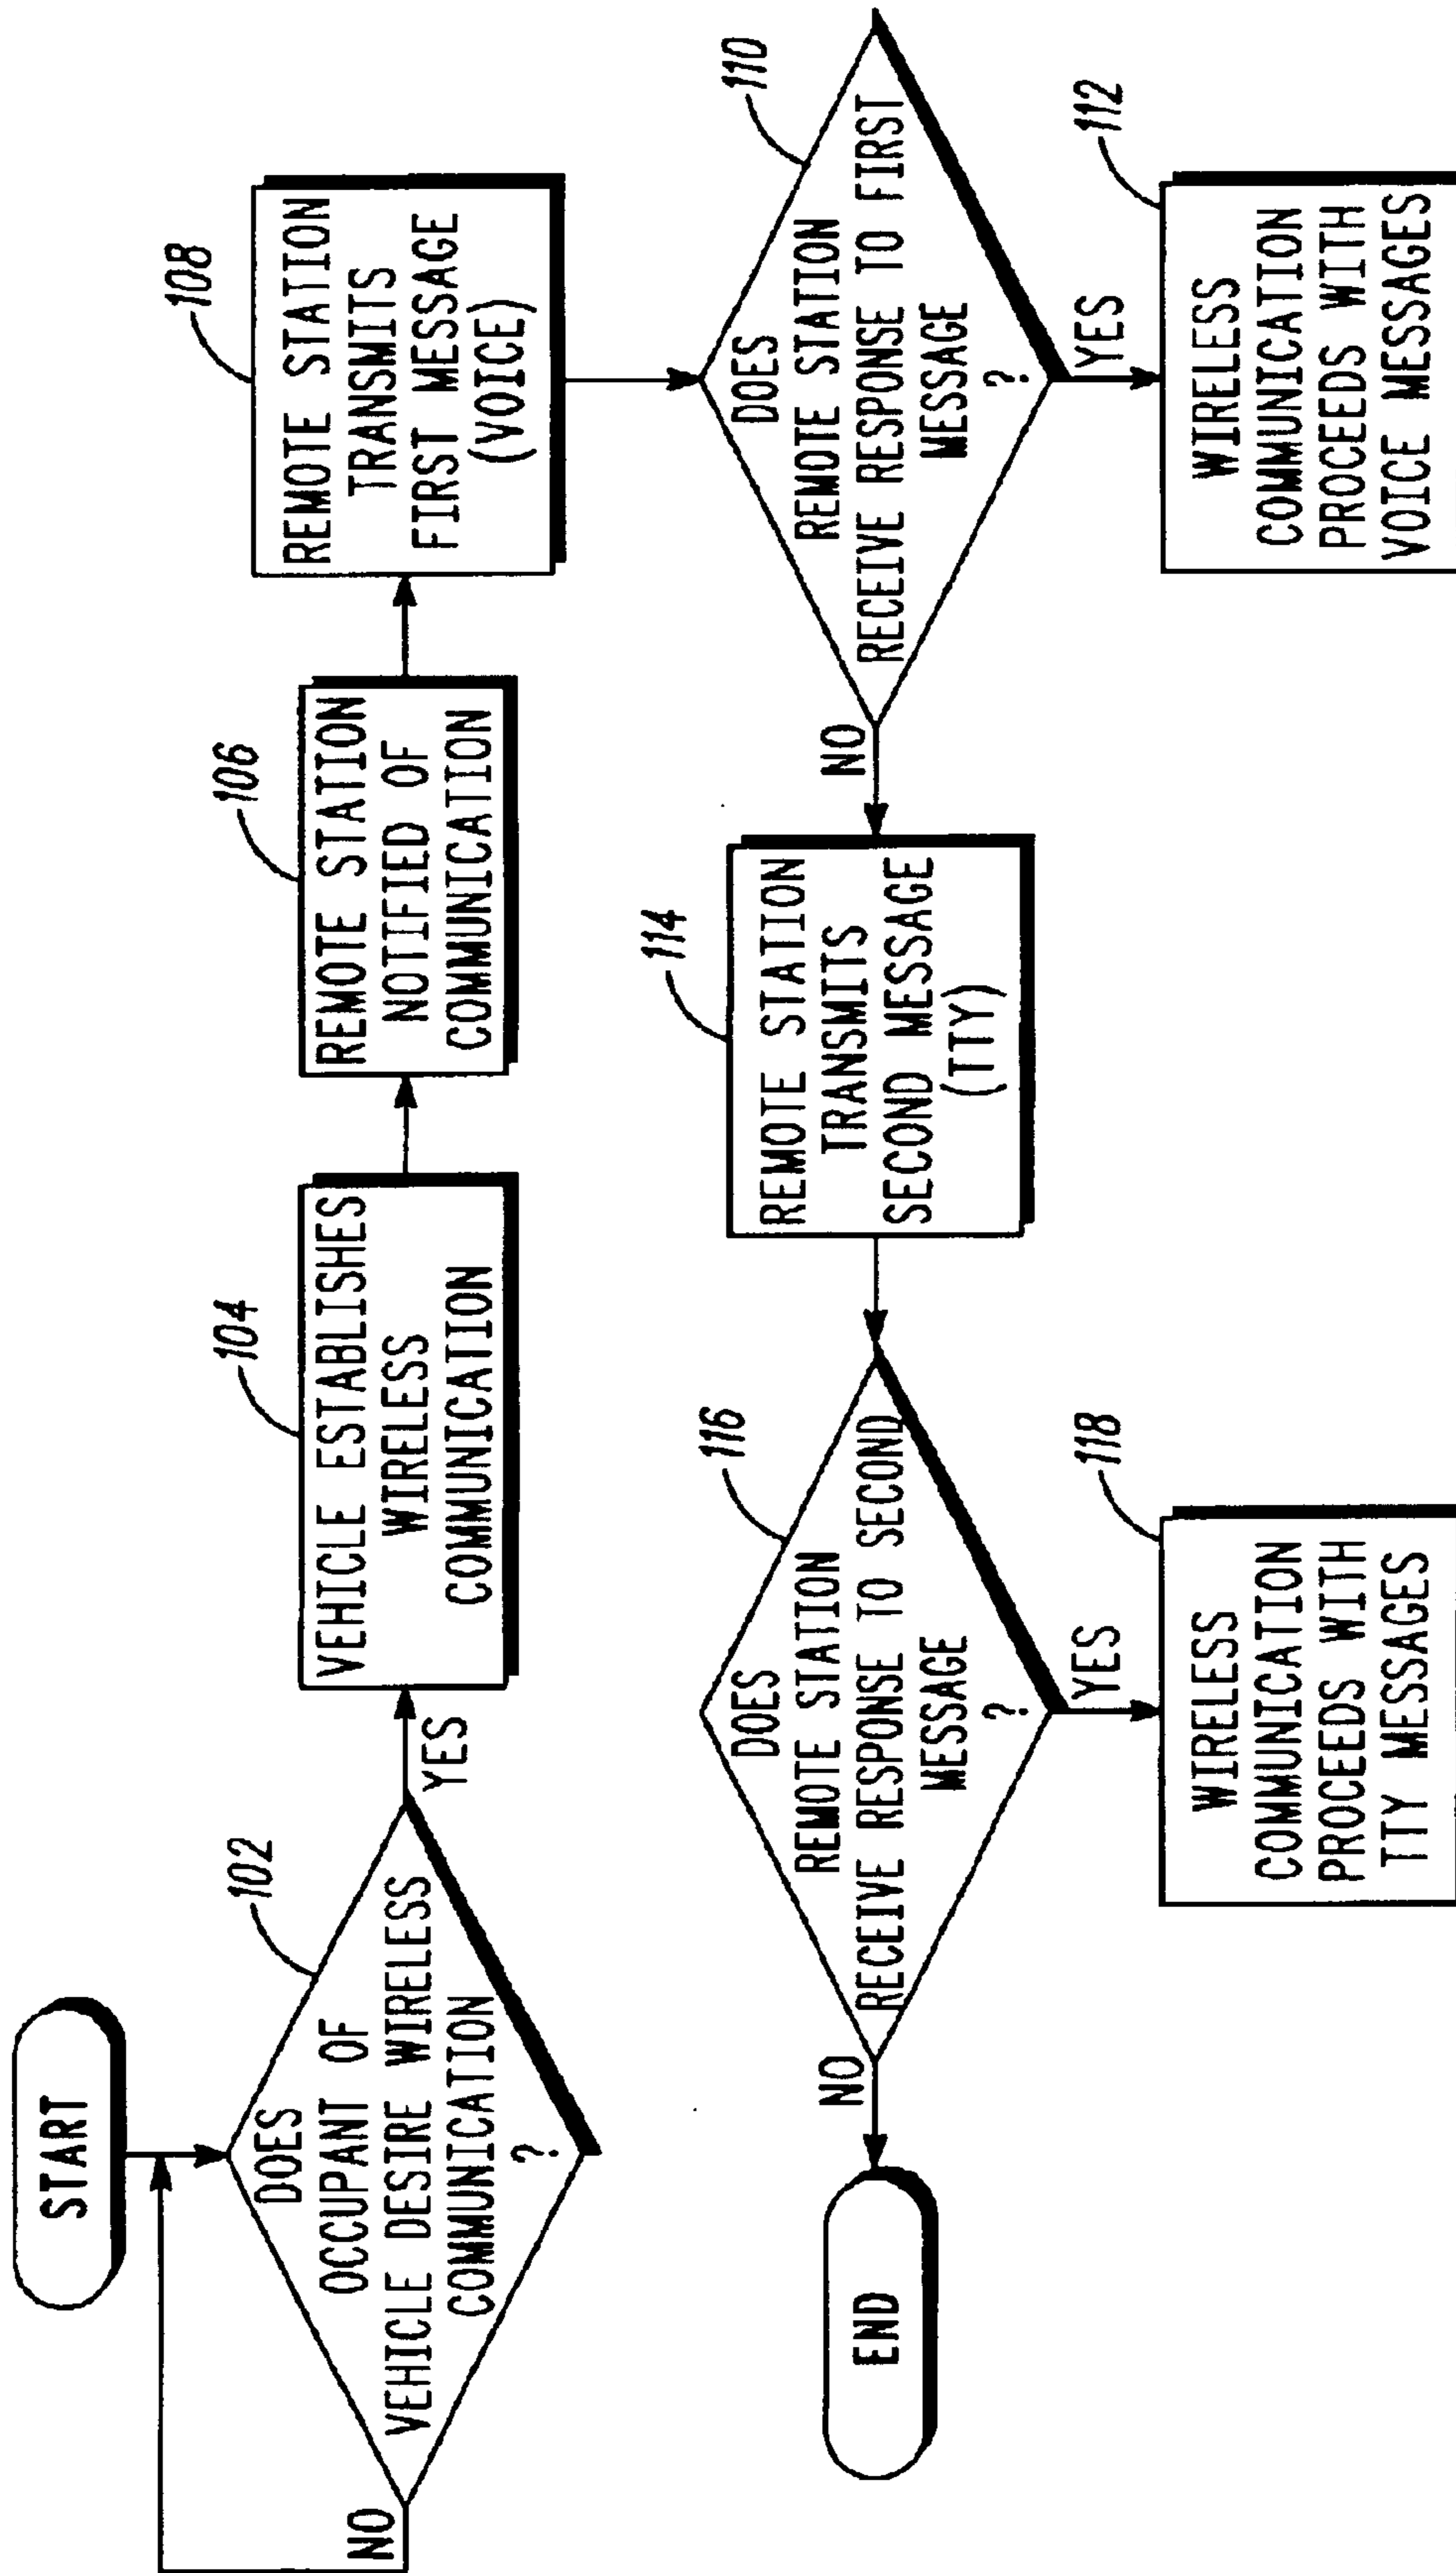 START
102
DOES
OCCUPANT OF
VEHICLE DESIRE WIRELESS
COMMUNICATION
?
NO
YES
104
VEHICLE ESTABLISHES
WIRELESS
COMMUNICATION
106
REMOTE STATION
NOTIFIED OF
COMMUNICATION
108
REMOTE STATION
TRANSMITS
FIRST MESSAGE
(VOICE)
110
DOES
REMOTE STATION
RECEIVE RESPONSE TO FIRST
MESSAGE
?
YES
112
WIRELESS
COMMUNICATION
PROCEEDS WITH
VOICE MESSAGES
NO
114
REMOTE STATION
TRANSMITS
SECOND MESSAGE
(TTY)
116
DOES
REMOTE STATION
RECEIVE RESPONSE TO SECOND
MESSAGE
?
YES
118
WIRELESS
COMMUNICATION
PROCEEDS WITH
TTY MESSAGES
NO
END